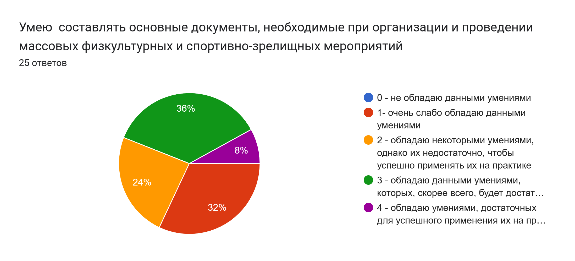 Умею составлять основные документы, необходимые при организации и проведении
массовых физкультурных и спортивно-зрелищных мероприятий
25 ответов
36%
8%
24%
32%
0 - не обладаю данными умениями
1- очень слабо обладаю данными
умениями
2 - обладаю некоторыми умениями,
однако их недостаточно, чтобы
успешно применять их на практике
3 - обладаю данными умениями,
которых, скорее всего, будет достат…
4 - обладаю умениями, достаточных
для успешного применения их на пр…